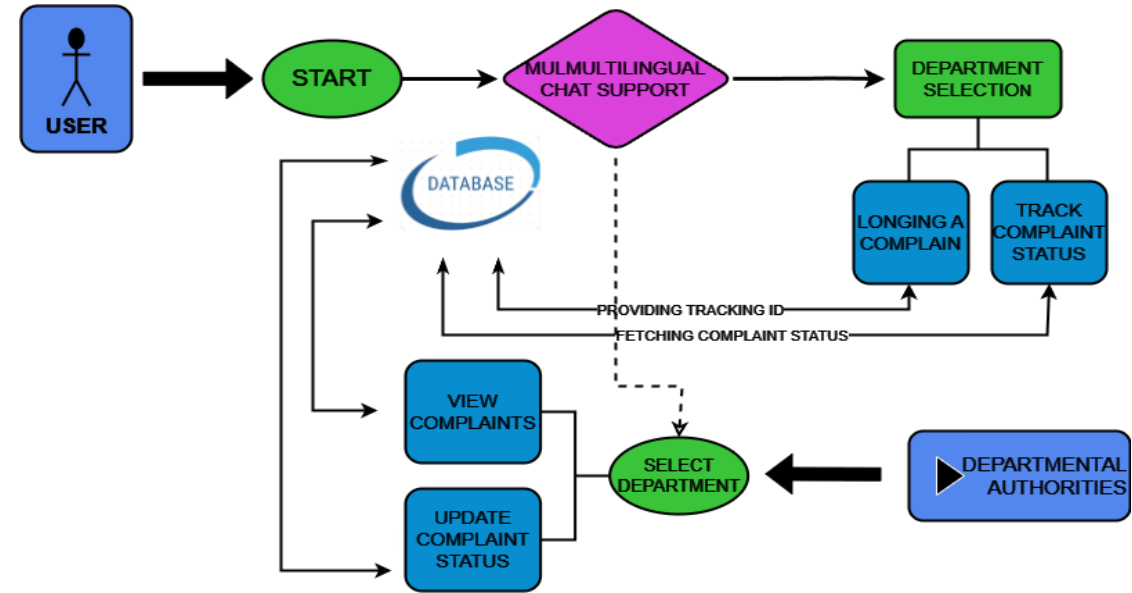 USER
START
MULMULTILINGUAL
CHAT SUPPORT
DEPARTMENT
SELECTION
DATABASE
LONGING A
COMPLAIN
TRACK
COMPLAINT
STATUS
PROVIDING TRACKING ID
FETCHING COMPLAINT STATUS
VIEW
COMPLAINTS
SELECT
DEPARTMENT
DEPARTMENTAL
AUTHORITIES
UPDATE
COMPLAINT
STATUS